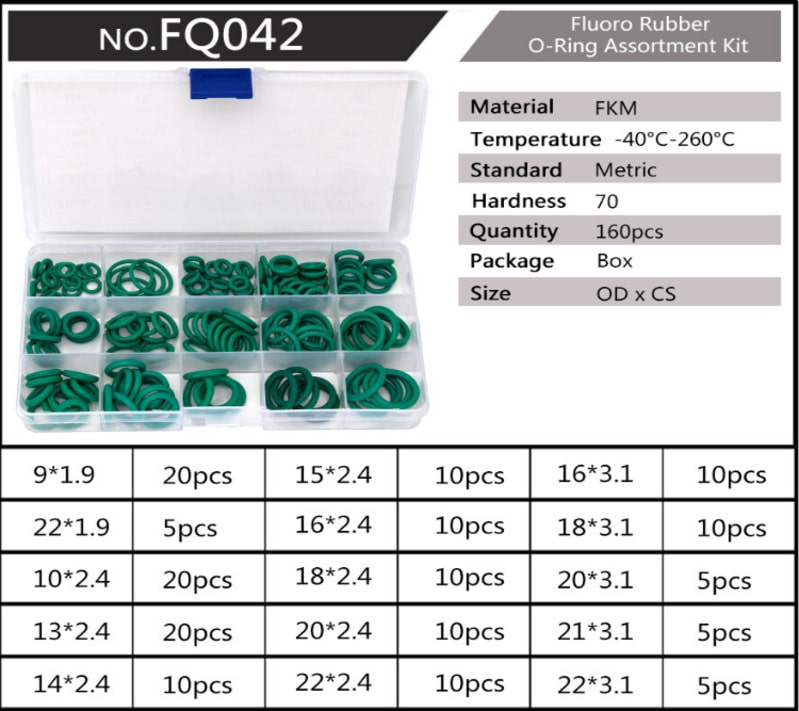 NO.FQ042
Fluoro Rubber
O-Ring Assortment Kit
Material FKM
Temperature -40°C-260°C
Standard Metric
Hardness 70
Quantity 160pcs
Package Box
Size OD x CS
9*1.9 20pcs 15*2.4 10pcs 16*3.1 10pcs
22*1.9 5pcs 16*2.4 10pcs 18*3.1 10pcs
10*2.4 20pcs 18*2.4 10pcs 20*3.1 5pcs
13*2.4 20pcs 20*2.4 10pcs 21*3.1 5pcs
14*2.4 10pcs 22*2.4 10pcs 22*3.1 5pcs